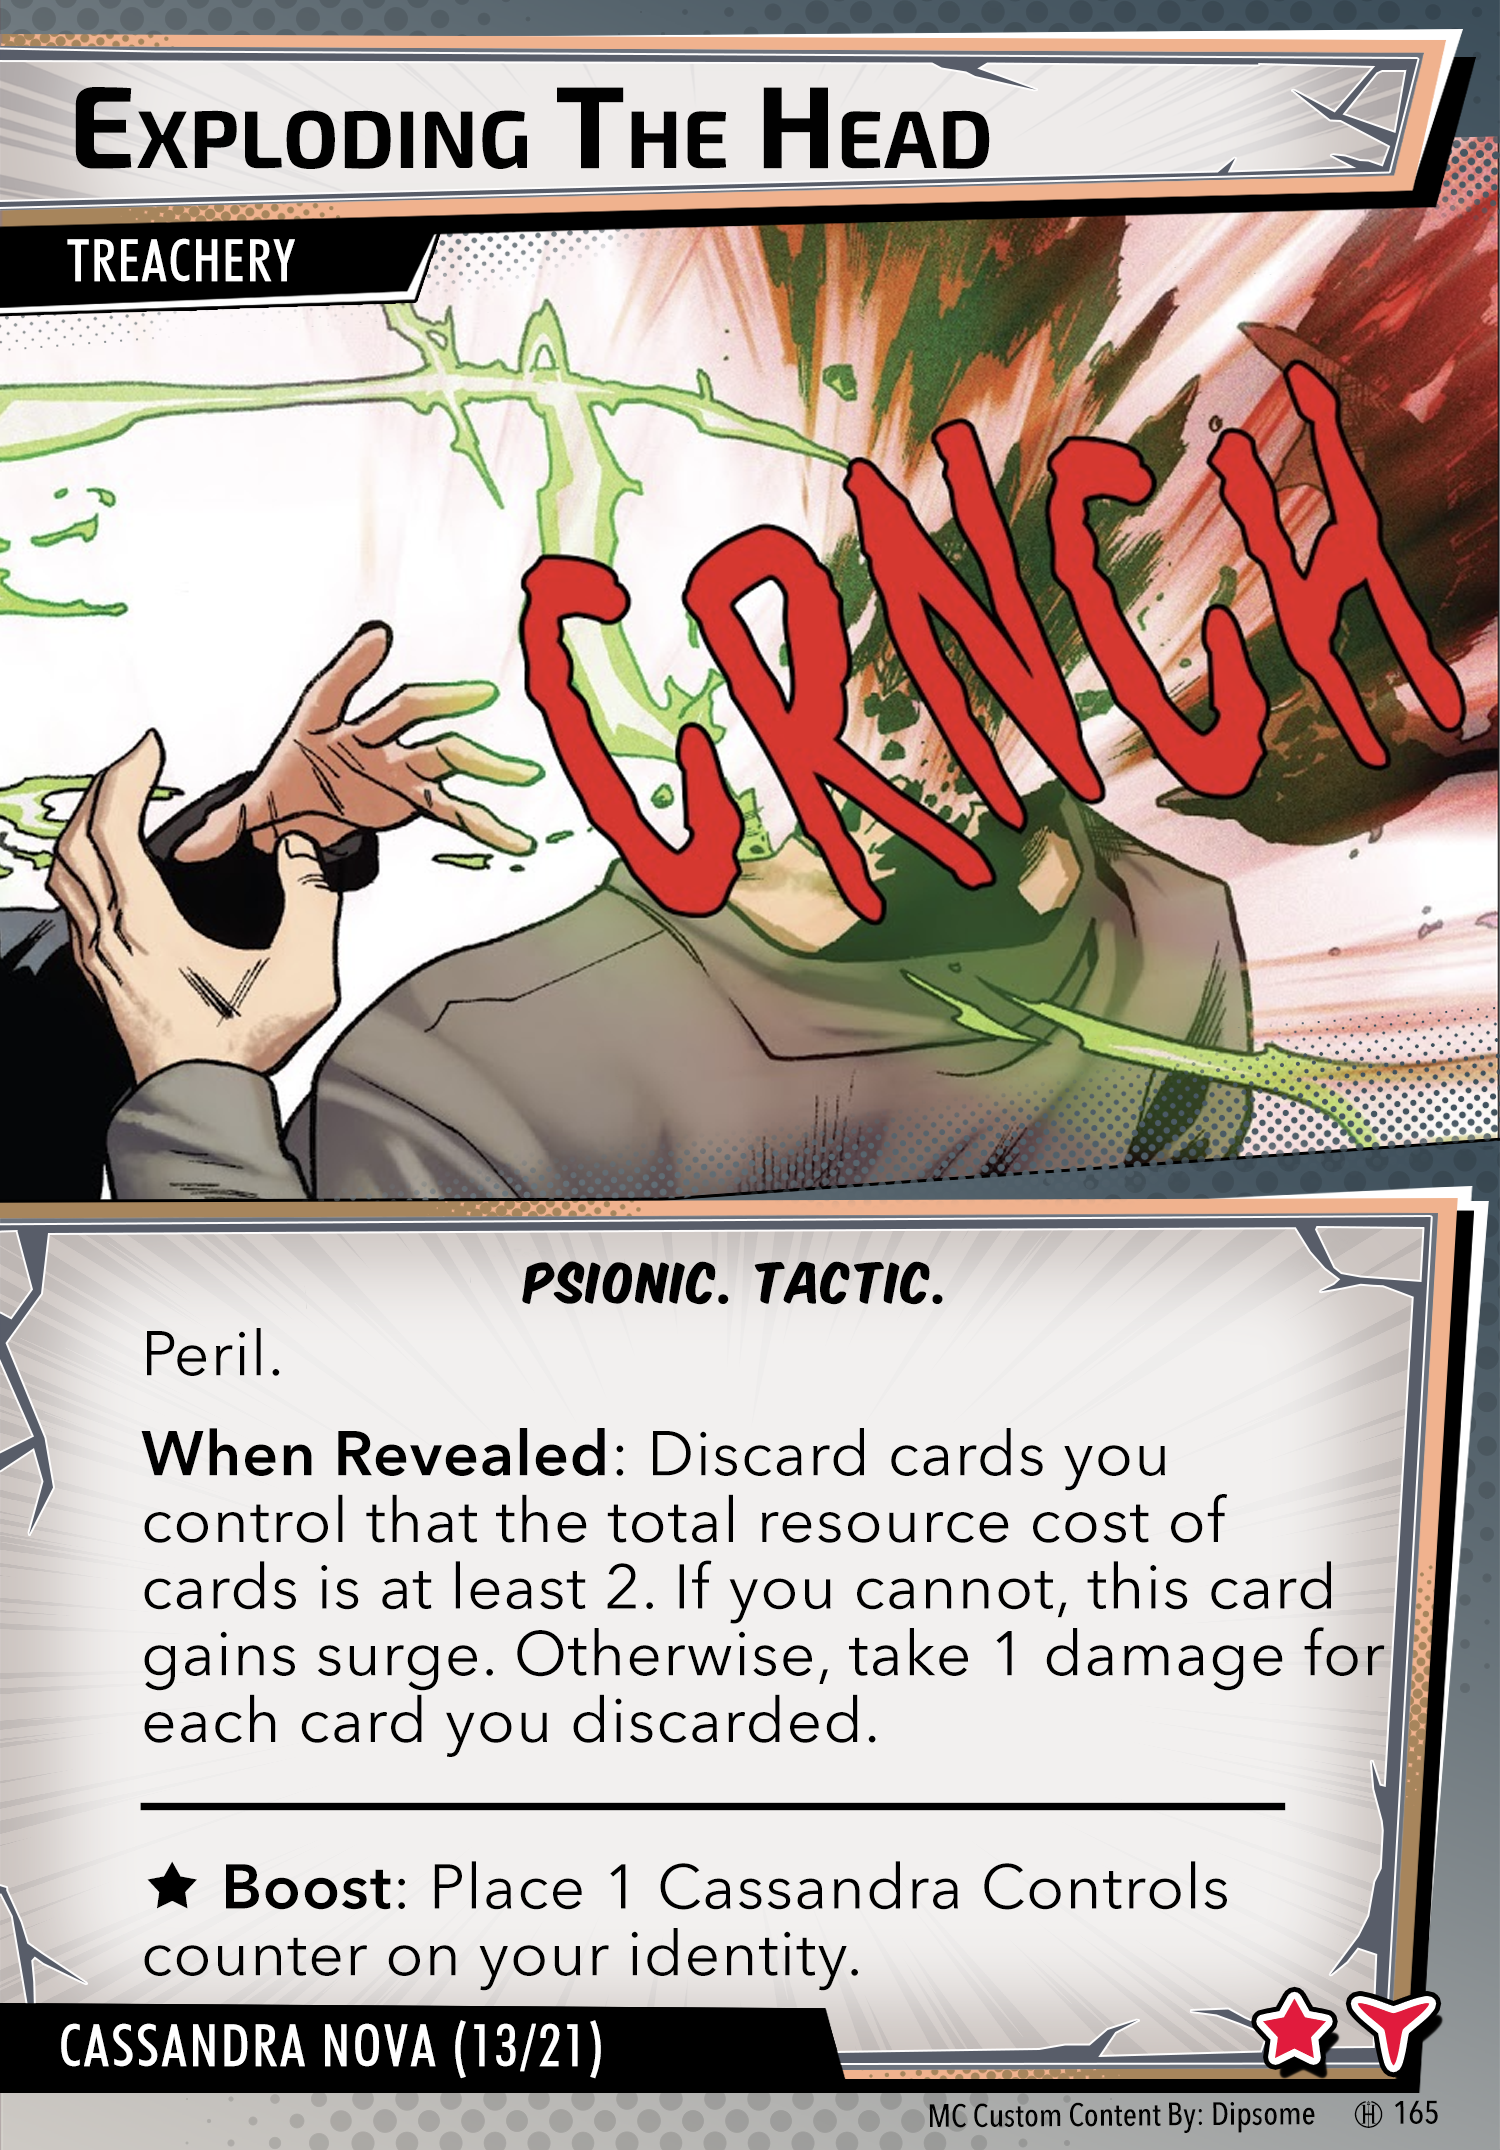 Exploding The Head
TREACHERY
CRNCH
PSIONIC. TACTIC.
Peril.
When Revealed: Discard cards you
control that the total resource cost of
cards is at least 2. If you cannot, this card
gains surge. Otherwise, take 1 damage for
each card you discarded.
★ Boost: Place 1 Cassandra Controls
counter on your identity.
CASSANDRA NOVA (13/21)
MC Custom Content By: Dipsome H 165